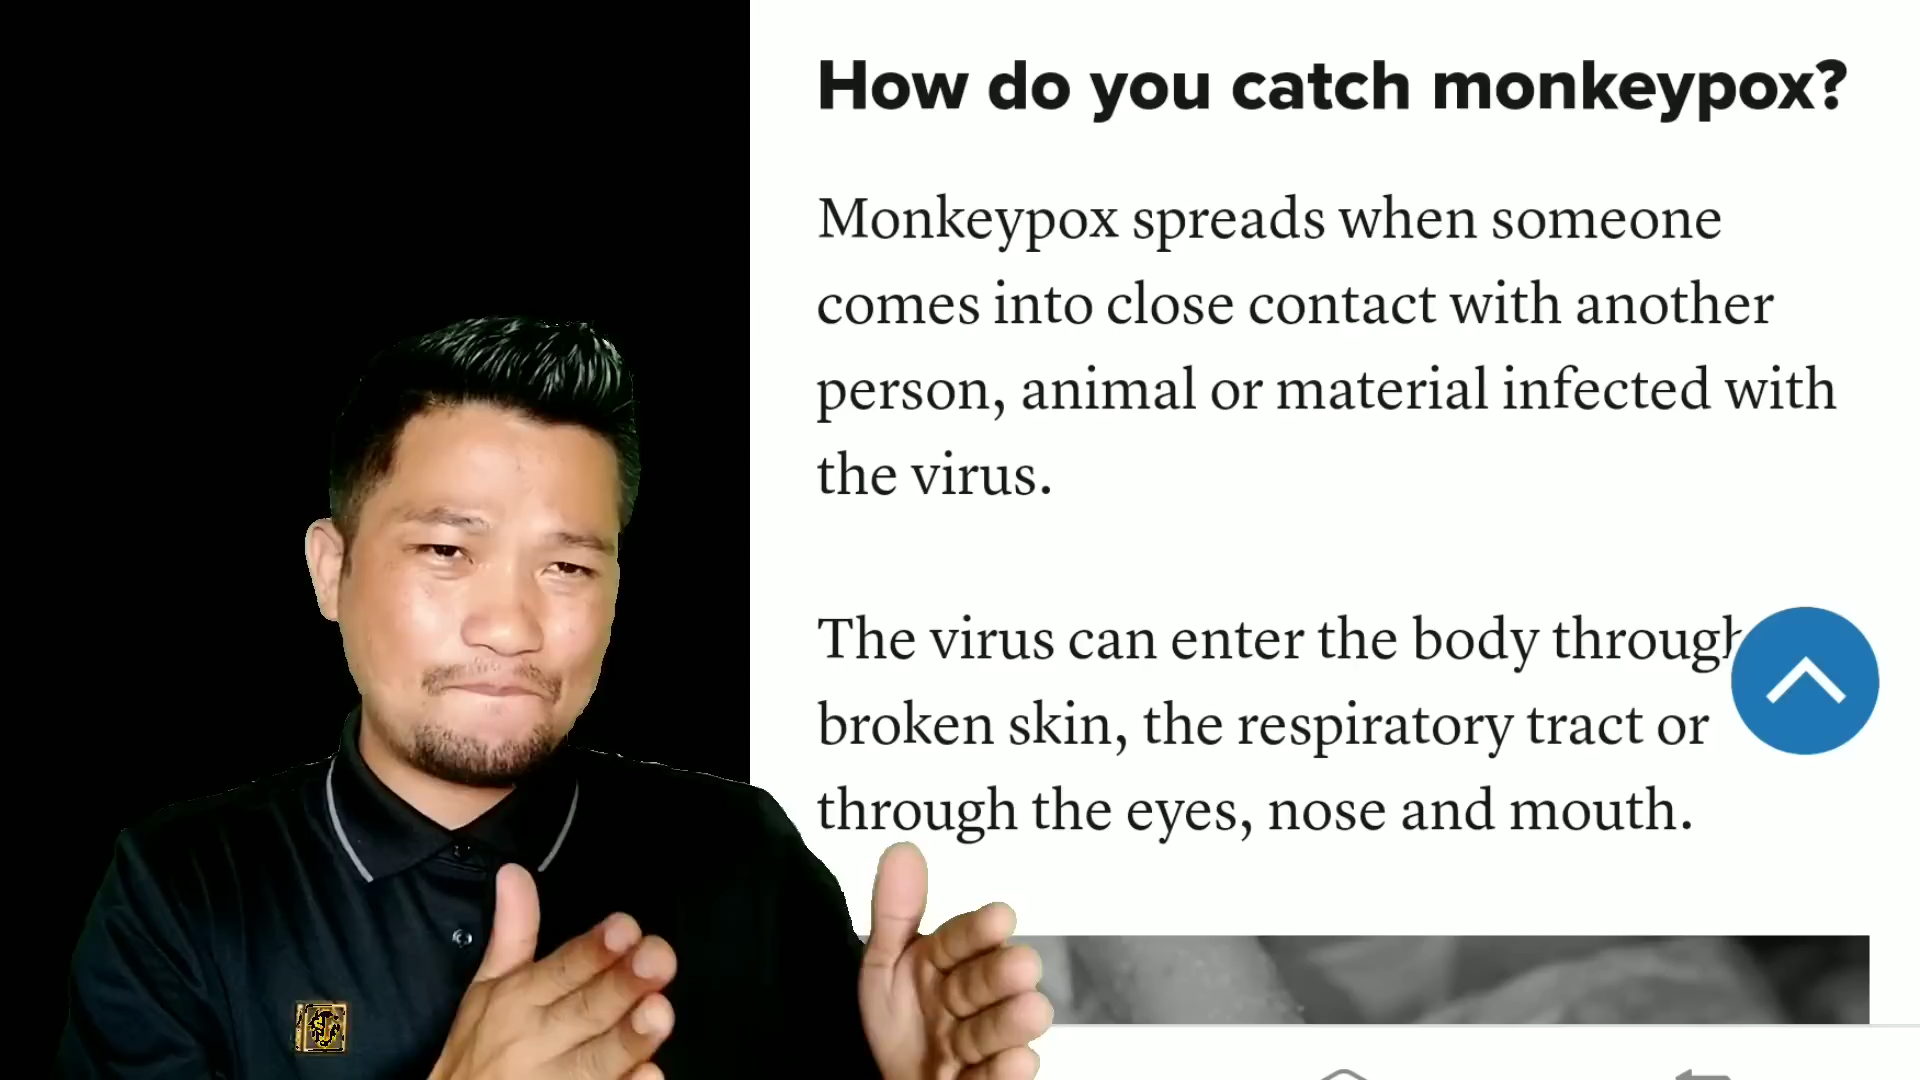 How do you catch monkeypox?
Monkeypox spreads when someone
comes into close contact with another
person, animal or material infected with
the virus.
The virus can enter the body through
broken skin, the respiratory tract or
through the eyes, nose and mouth.